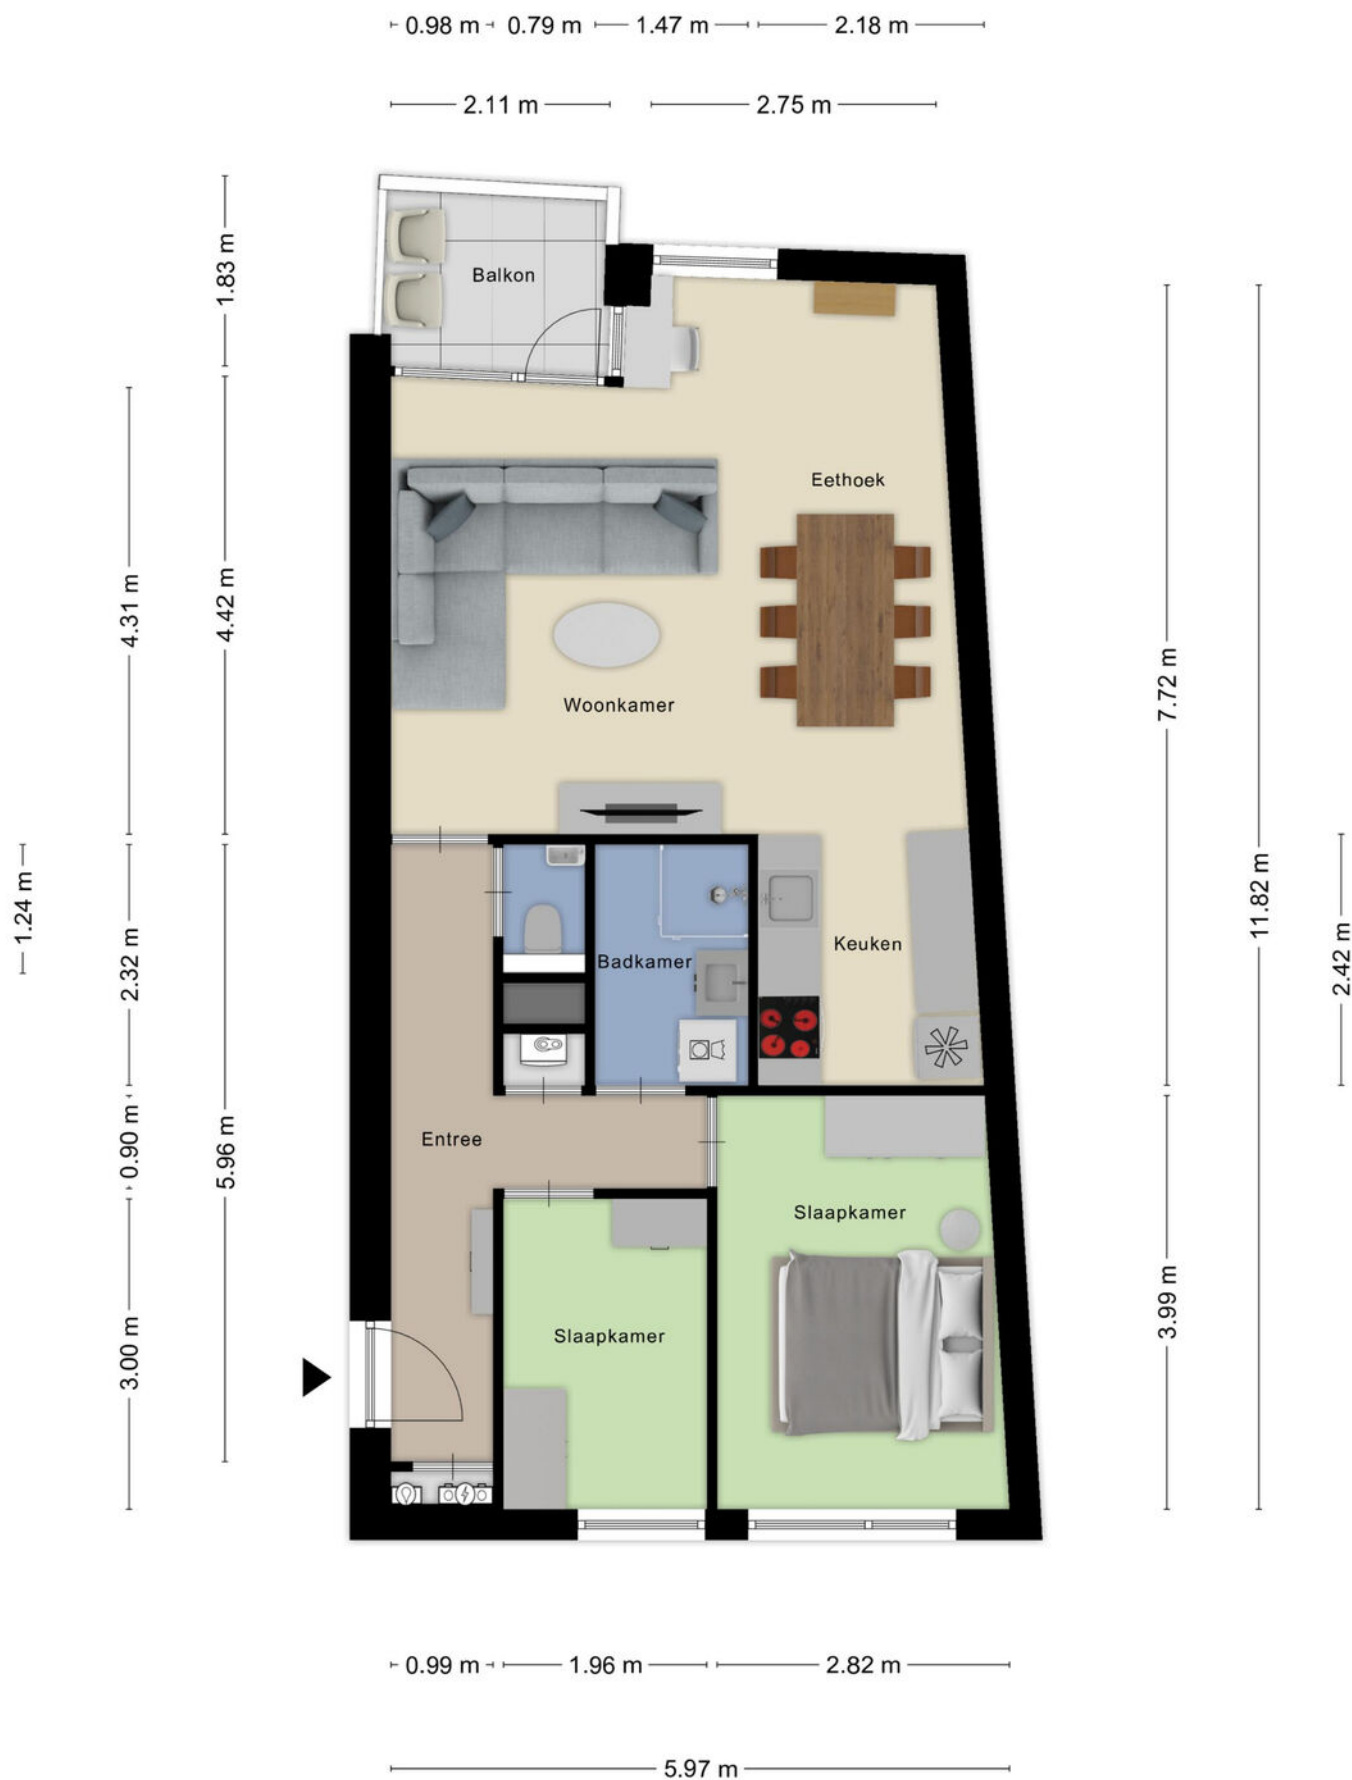 0.98 m
0.79 m
1.47 m
2.18 m
2.11 m
2.75 m
1.83 m
Balkon
Eethoek
4.31 m
4.42 m
7.72 m
Woonkamer
1.24 m
2.32 m
11.82 m
2.42 m
Keuken
Badkamer
0.90 m
5.96 m
Entree
Slaapkamer
3.99 m
3.00 m
Slaapkamer
0.99 m
1.96 m
2.82 m
5.97 m